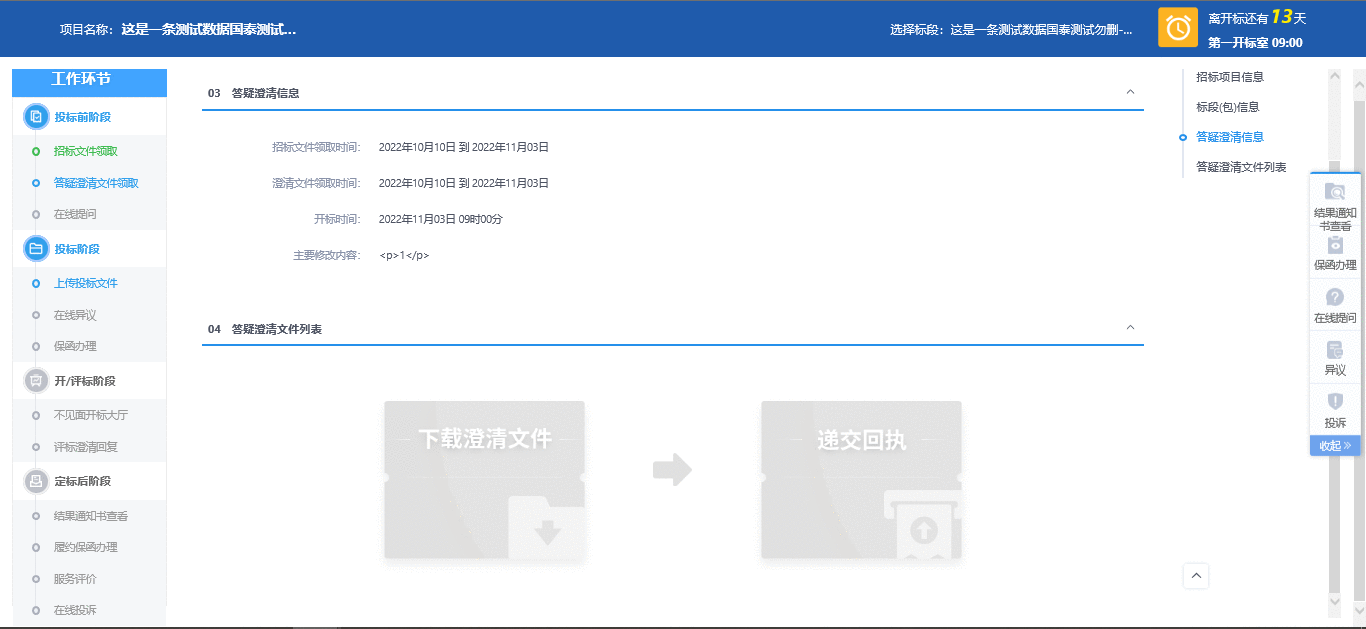 项目名称：这是一条测试数据国泰测试...
选择标段：这是一条测试数据国泰测试勿删-...
离开标还有13天
第一开标室 09:00
工作环节
投标前阶段
招标文件领取
答疑澄清文件领取
在线提问
投标阶段
上传投标文件
在线异议
保函办理
开/评标阶段
不见面开标大厅
评标澄清回复
定标后阶段
结果通知书查看
履约保函办理
服务评价
在线投诉
03 答疑澄清信息
招标文件领取时间： 2022年10月10日 到 2022年11月03日
澄清文件领取时间： 2022年10月10日 到 2022年11月03日
开标时间： 2022年11月03日 09时00分
主要修改内容： <p>1</p>
04 答疑澄清文件列表
下载澄清文件
递交回执
招标项目信息
标段(包)信息
答疑澄清信息
答疑澄清文件列表
结果通知
书查看
保函办理
在线提问
异议
投诉
收起 »